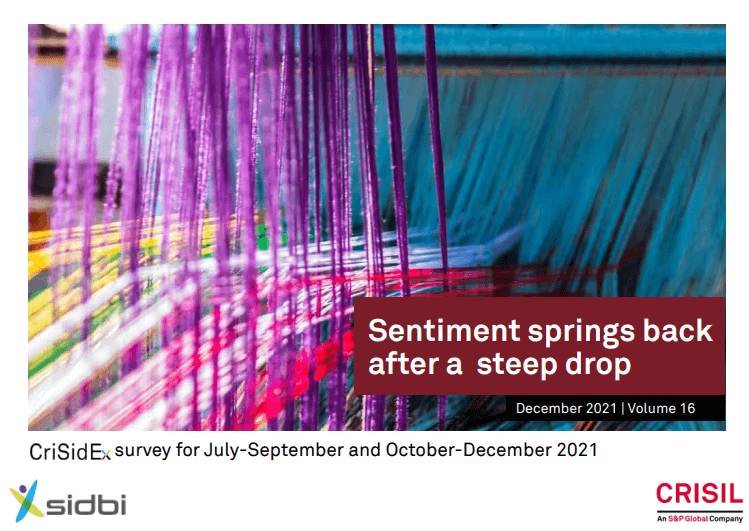 Sentiment springs back
after a steep drop
December 2021 | Volume 16
CriSidEx survey for July-September and October-December 2021
sidbi
CRISIL
An S&P Global Company